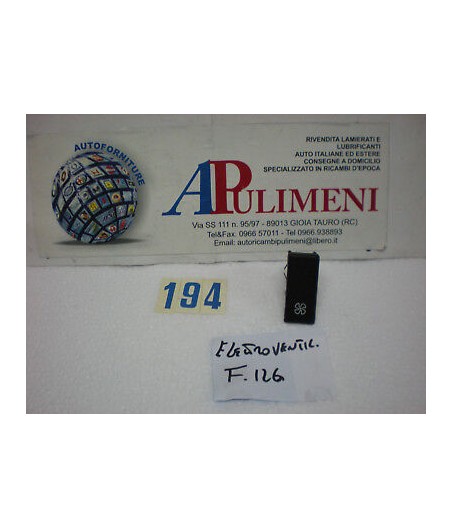 AUTOFORNITURE
APULIMENI
RIVENDITA LAMIERATI E
LUBRIFICANTI
AUTO ITALIANE ED ESTERE
CONSEGNE A DOMICILIO
SPECIALIZZATO IN RICAMBI D'EPOCA
Via SS 111 n. 95/97 - 89013 GIOIA TAURO (RC)
Tel&Fax. 0966 57011 - Tel 0966.938893
Email: autoricambipulimeni@libero.it
194
ELETTROVENTIL.
F. 126